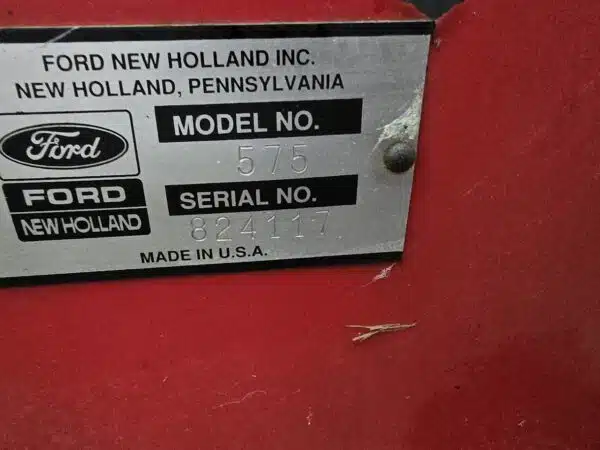 FORD NEW HOLLAND INC.
NEW HOLLAND, PENNSYLVANIA
MODEL NO.
575
Ford
FORD
NEW HOLLAND
SERIAL NO.
824117
MADE IN U.S.A.